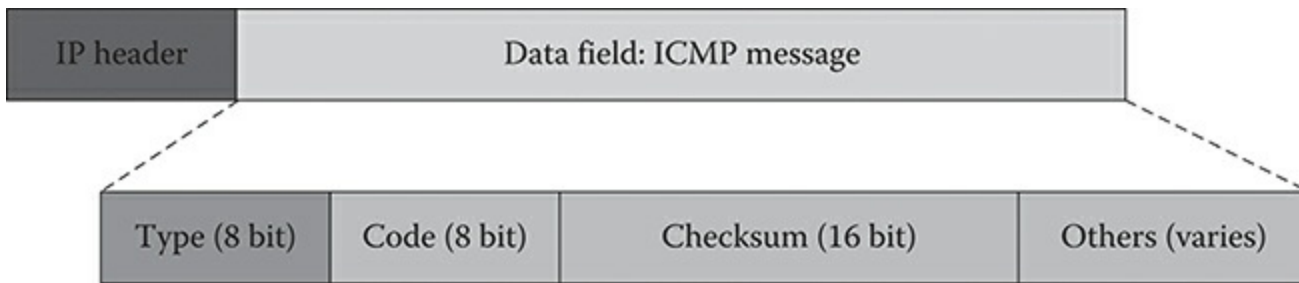 IP header
Data field: ICMP message
Type (8 bit)
Code (8 bit)
Checksum (16 bit)
Others (varies)